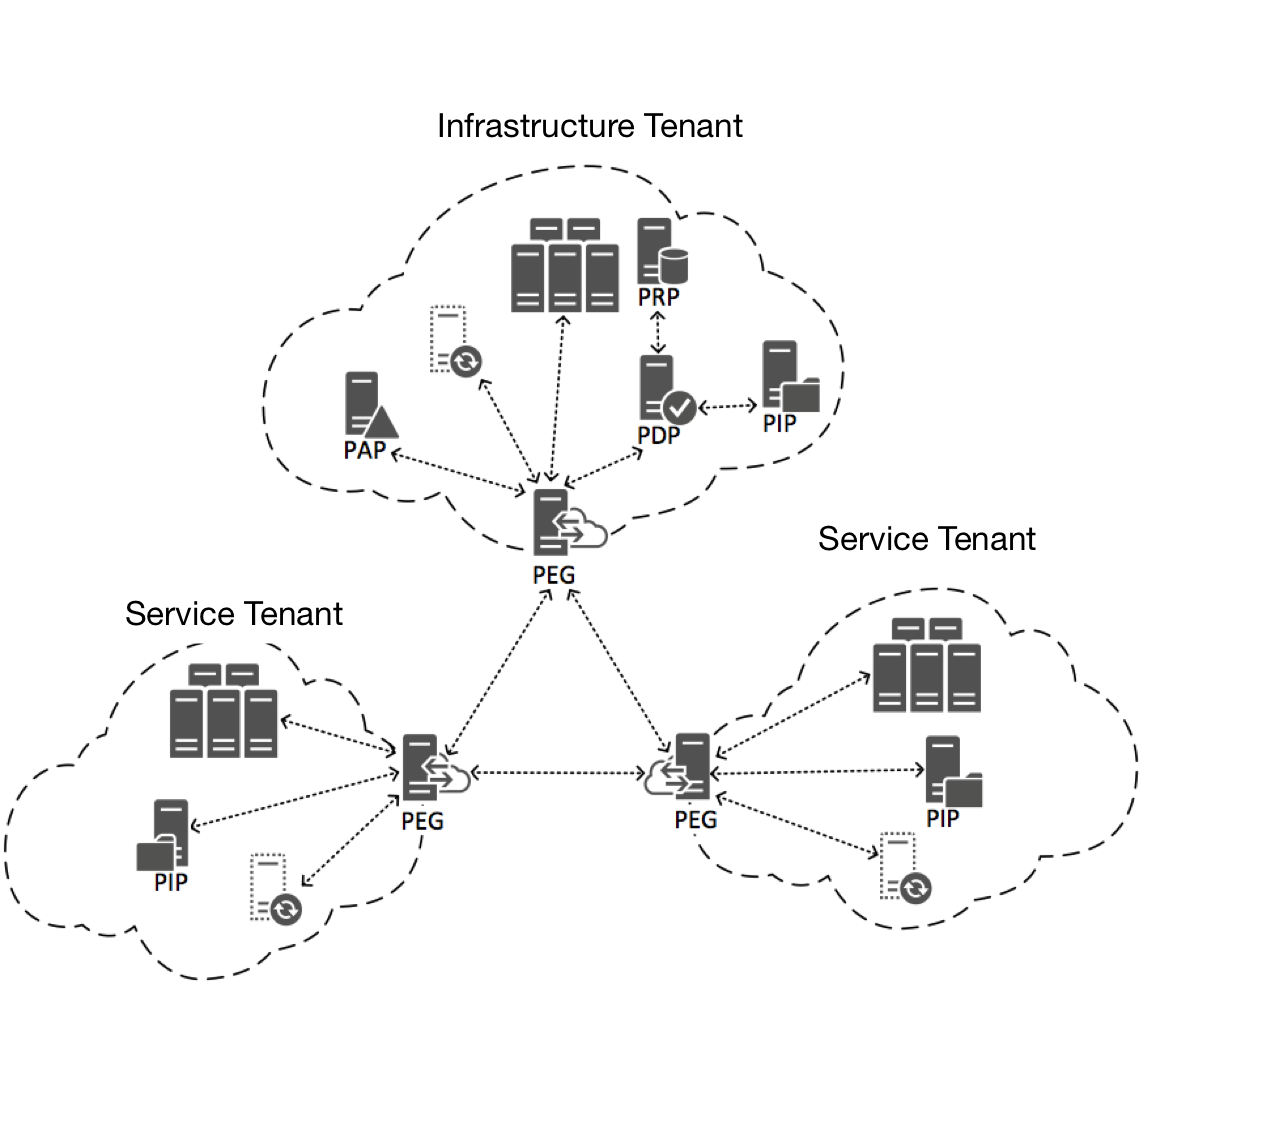 Infrastructure Tenant
PRP
PAP
PDP
PIP
PEG
Service Tenant
Service Tenant
PEG
PEG
PIP
PIP